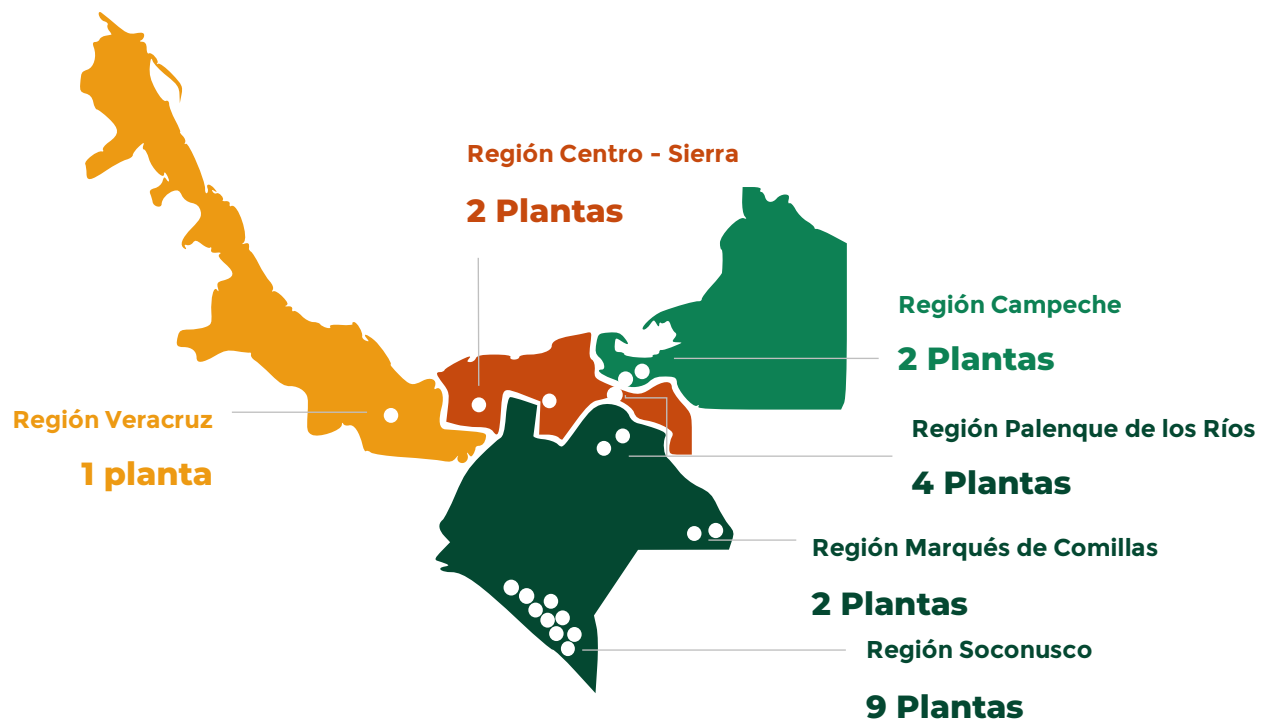 Región Centro - Sierra
2 Plantas
Región Campeche
2 Plantas
Región Veracruz
1 planta
Región Palenque de los Ríos
4 Plantas
Región Marqués de Comillas
2 Plantas
Región Soconusco
9 Plantas